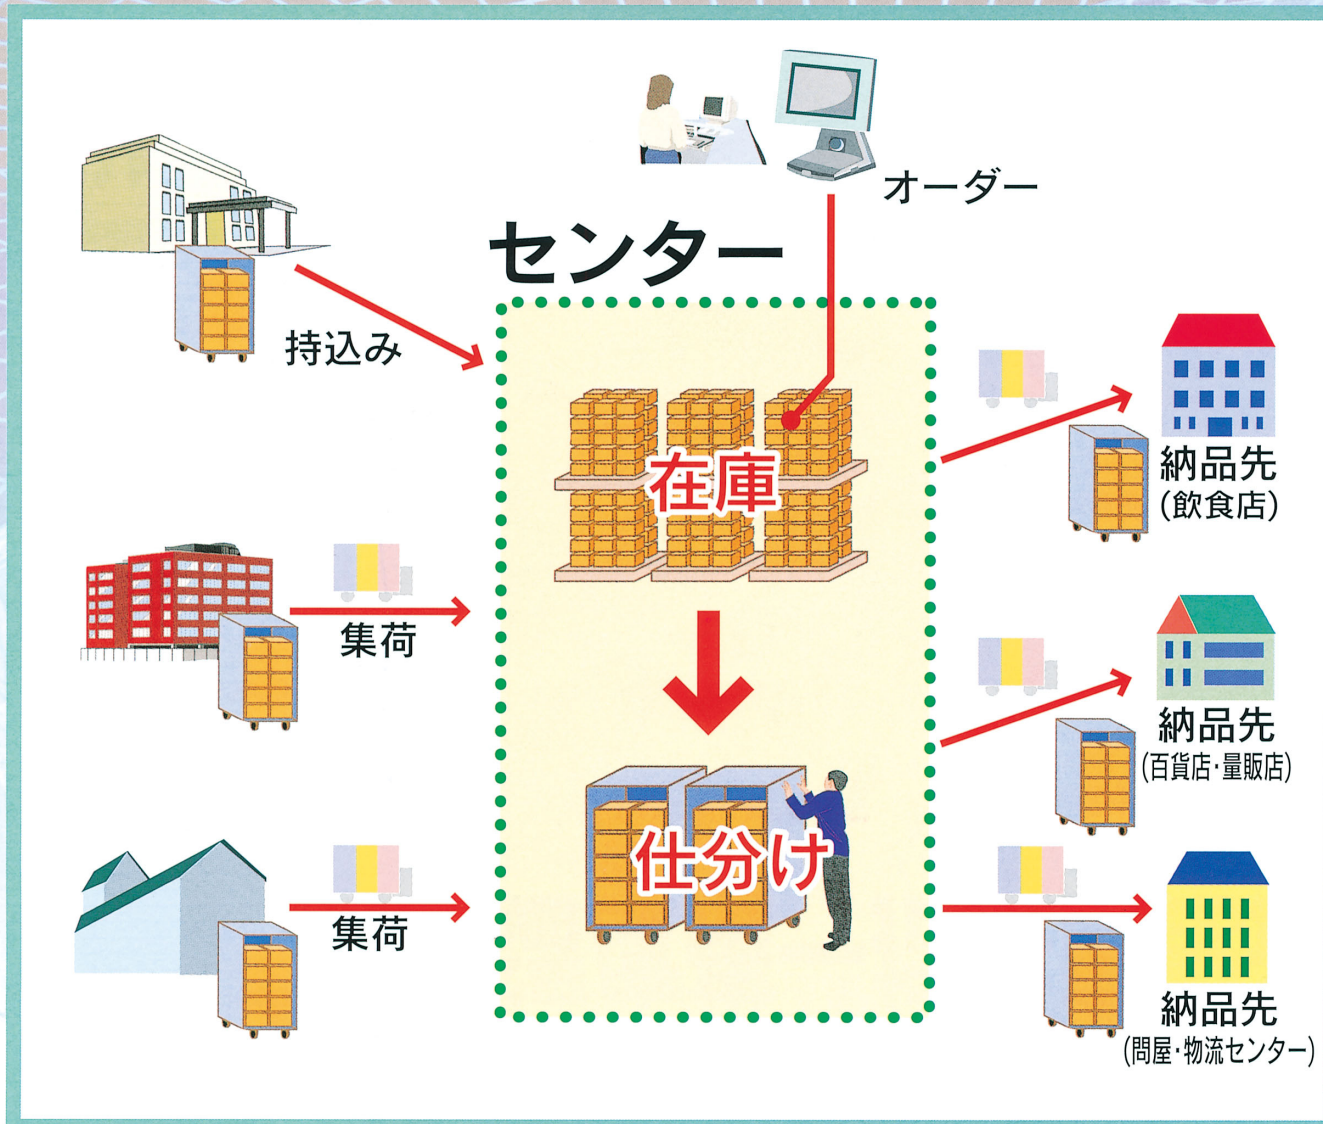 オーダー
センター
持込み
在庫
集荷
仕分け
集荷
納品先
(飲食店)
納品先
(百貨店・量販店)
納品先
(問屋・物流センター)